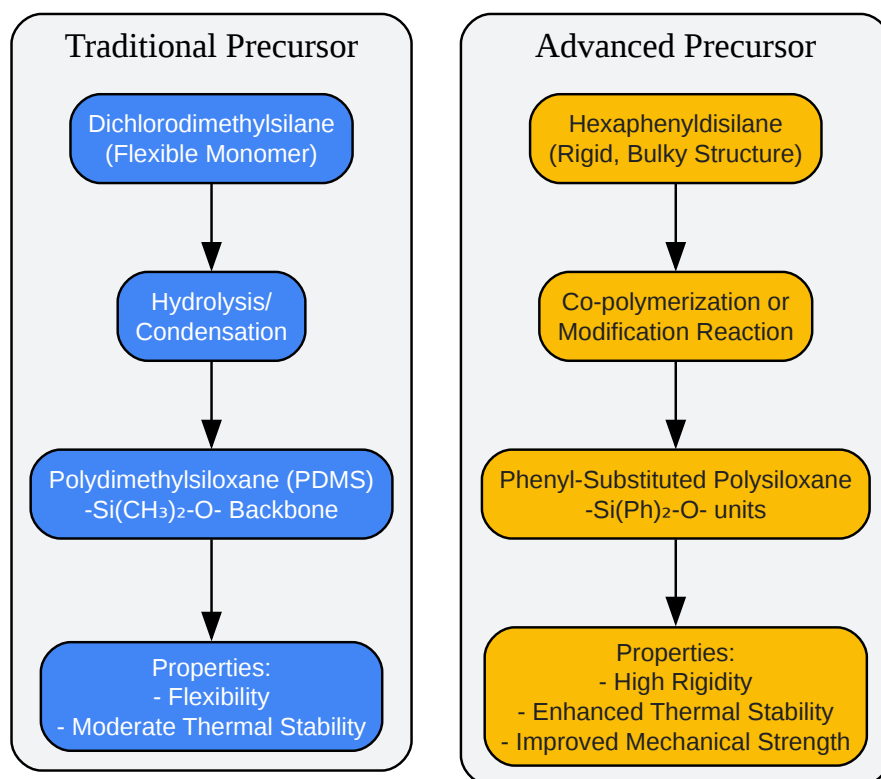 Traditional Precursor
Dichlorodimethylsilane
(Flexible Monomer)
Hydrolysis/
Condensation
Polydimethylsiloxane (PDMS)
-Si(CH₃)₂-O- Backbone
Properties:
- Flexibility
- Moderate Thermal Stability
Advanced Precursor
Hexaphenyldisilane
(Rigid, Bulky Structure)
Co-polymerization or
Modification Reaction
Phenyl-Substituted Polysiloxane
-Si(Ph)₂-O- units
Properties:
- High Rigidity
- Enhanced Thermal Stability
- Improved Mechanical Strength